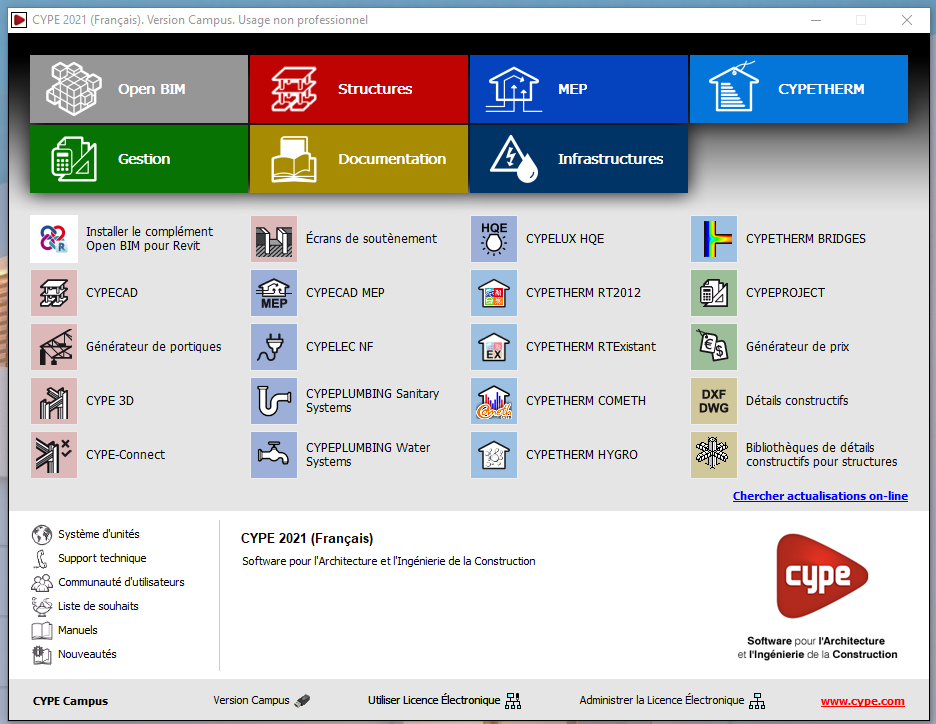 CYPE 2021 (Français). Version Campus. Usage non professionnel
Open BIM
Structures
MEP
CYPETHERM
Gestion
Documentation
Infrastructures
R
Installer le complément
Open BIM pour Revit
Écrans de soutènement
HQE
CYPELUX HQE
CYPETHERM BRIDGES
CYPECAD
MEP
CYPECAD MEP
CYPETHERM RT2012
CYPEPROJECT
Générateur de portiques
CYPELEC NF
EX
CYPETHERM RTExistant
€
$
Générateur de prix
CYPE 3D
CYPEPLUMBING Sanitary
Systems
Cometh
CYPETHERM COMETH
DXF
DWG
Détails constructifs
CYPE-Connect
CYPEPLUMBING Water
Systems
CYPETHERM HYGRO
Bibliothèques de détails
constructifs pour structures
Chercher actualisations on-line
Système d'unités
Support technique
Communauté d'utilisateurs
Liste de souhaits
Manuels
Nouveautés
CYPE 2021 (Français)
Software pour l'Architecture et l'Ingénierie de la Construction
cype
Software pour l'Architecture
et l'Ingénierie de la Construction
CYPE Campus
Version Campus
Utiliser Licence Électronique
Administrer la Licence Électronique
www.cype.com